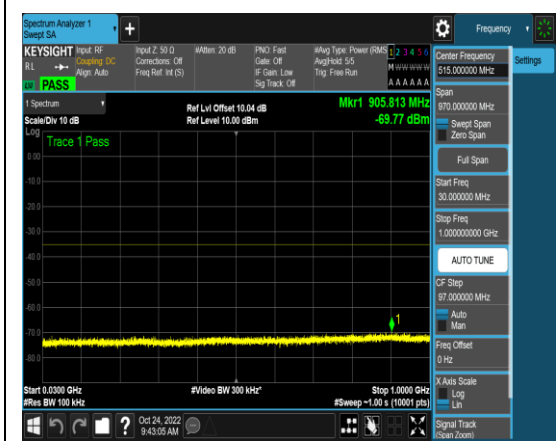 Spectrum Analyzer 1
Swept SA
+
Frequency
KEYSIGHT
RL
PASS
Input: RF
Coupling: DC
Align: Auto
Input Z: 50 Ω
Corrections: Off
Freq Ref: Int (S)
#Atten: 20 dB
PNO: Fast
Gate: Off
IF Gain: Low
Sig Track: Off
#Avg Type: Power (RMS
Avg|Hold: 5/5
Trig: Free Run
1 2 3 4 5 6
M W W W W W
A A A A A A
1 Spectrum
Scale/Div 10 dB
Ref Lvl Offset 10.04 dB
Ref Level 10.00 dBm
Mkr1 905.813 MHz
-69.77 dBm
Log
Trace 1 Pass
0.00
-10.0
-20.0
-30.0
-40.0
-50.0
-60.0
-70.0
-80.0
1
Start 0.0300 GHz
#Res BW 100 kHz
#Video BW 300 kHz*
Stop 1.0000 GHz
#Sweep ~1.00 s (10001 pts)
Oct 24, 2022
9:43:05 AM
?
Settings
Center Frequency
515.000000 MHz
Span
970.000000 MHz
Swept Span
Zero Span
Full Span
Start Freq
30.000000 MHz
Stop Freq
1.000000000 GHz
AUTO TUNE
CF Step
97.000000 MHz
Auto
Man
Freq Offset
0 Hz
X Axis Scale
Log
Lin
Signal Track
(Span Zoom)